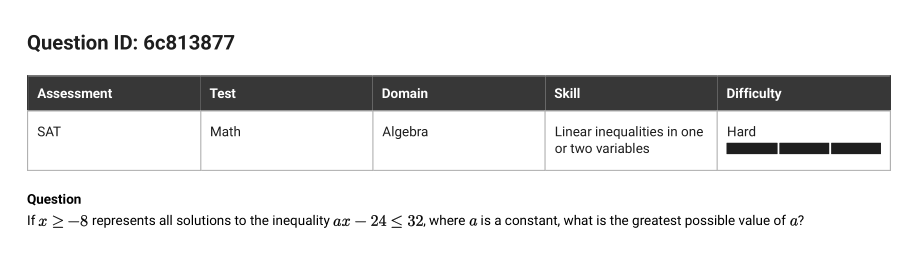 Question ID: 6c813877
Assessment Test Domain Skill Difficulty
SAT Math Algebra Linear inequalities in one or two variables Hard
Question
If x ≥ −8 represents all solutions to the inequality ax − 24 ≤ 32, where a is a constant, what is the greatest possible value of a?